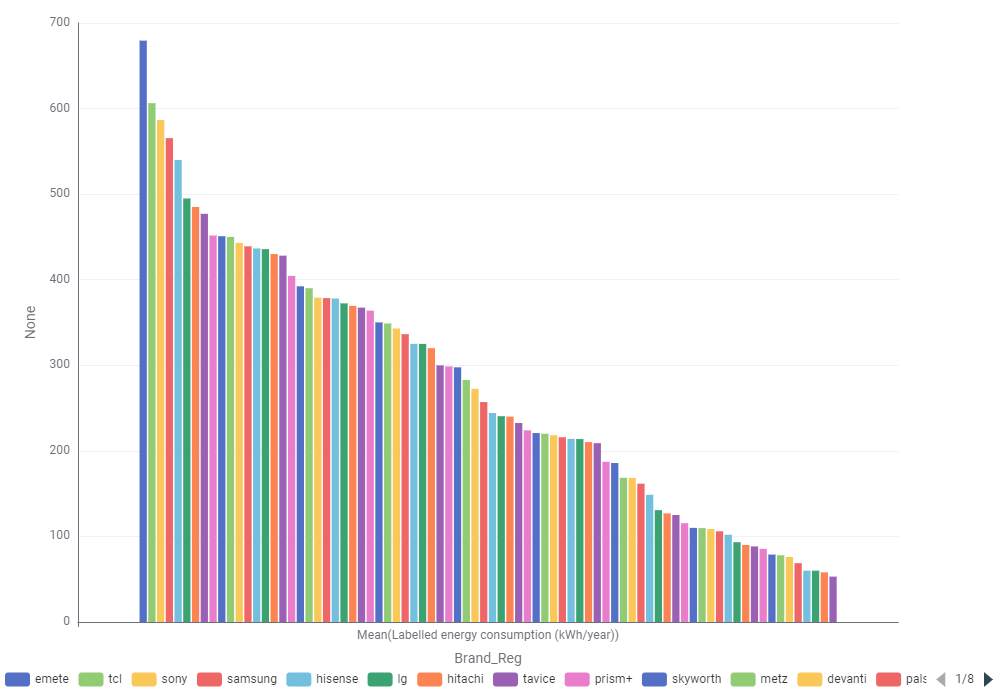 700
600
500
400
300
200
100
0
None
Mean(Labelled energy consumption (kWh/year))
Brand_Reg
emete tcl sony samsung hisense lg hitachi tavice prism+ skyworth metz devanti pals 1/8